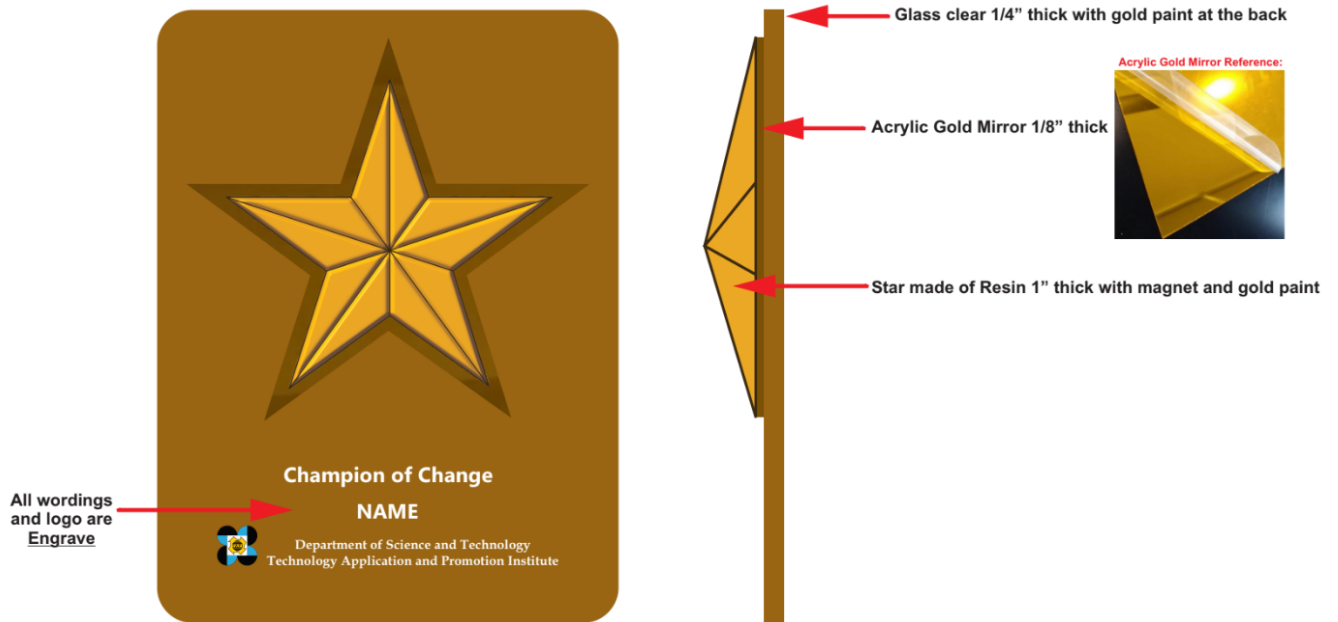 Glass clear 1/4” thick with gold paint at the back
Acrylic Gold Mirror Reference:
Acrylic Gold Mirror 1/8” thick
Star made of Resin 1” thick with magnet and gold paint
Champion of Change
NAME
All wordings
and logo are
Engrave
Department of Science and Technology
Technology Application and Promotion Institute